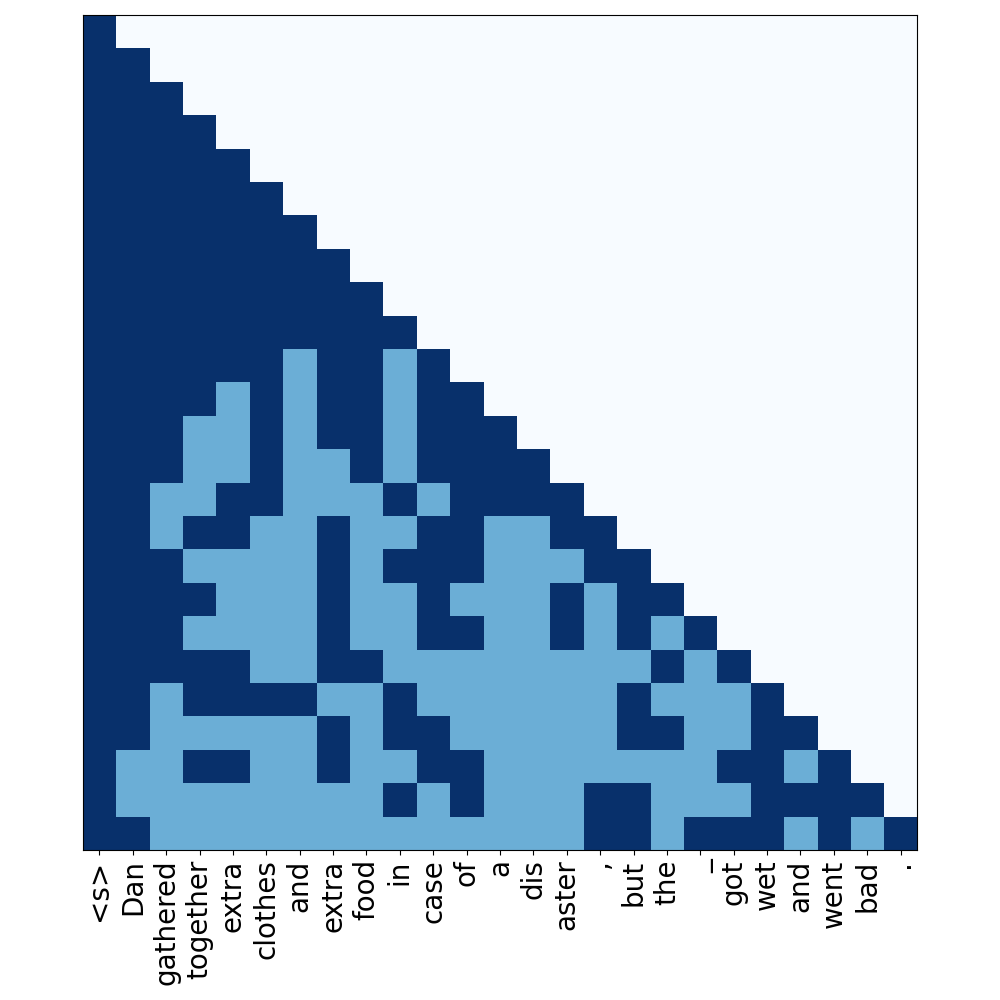 <s> Dan gathered together extra clothes and extra food in case of a dis aster , but the _ got wet and went bad .